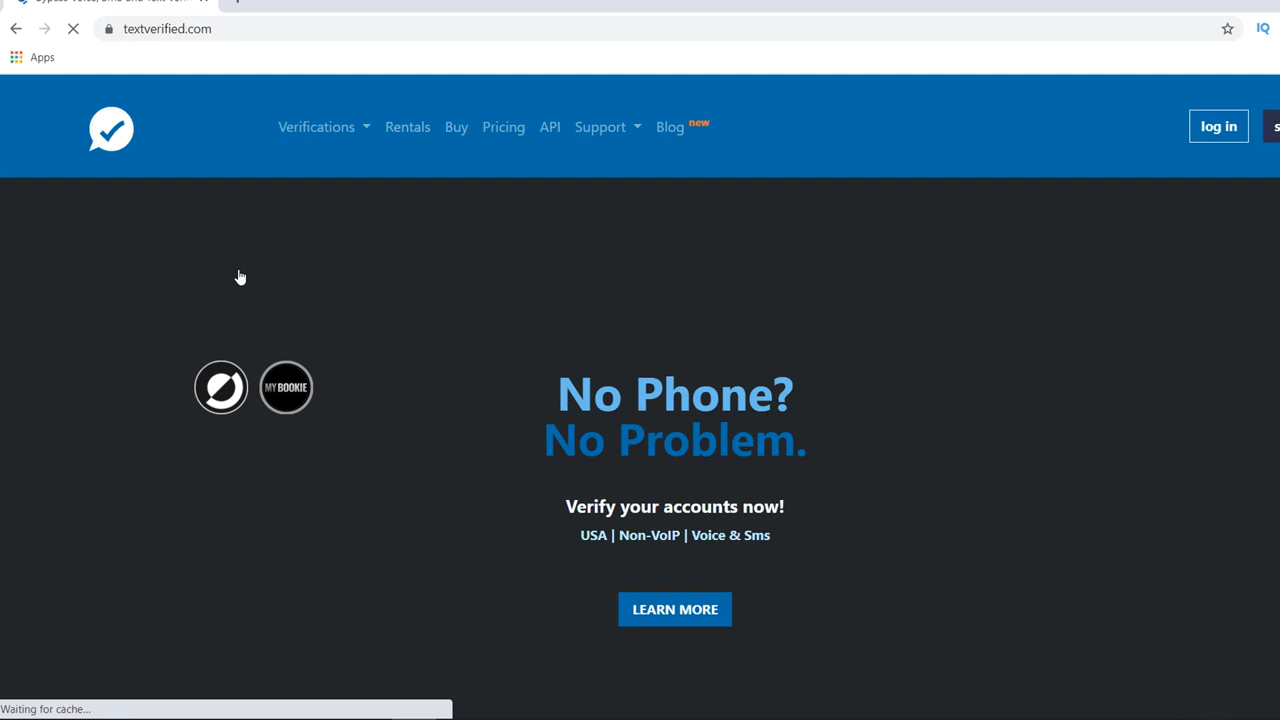 textverified.com
IQ
Apps
Verifications Rentals Buy Pricing API Support Blog new
log in
MY BOOKIE
No Phone?
No Problem.
Verify your accounts now!
USA | Non-VoIP | Voice & Sms
LEARN MORE
Waiting for cache...